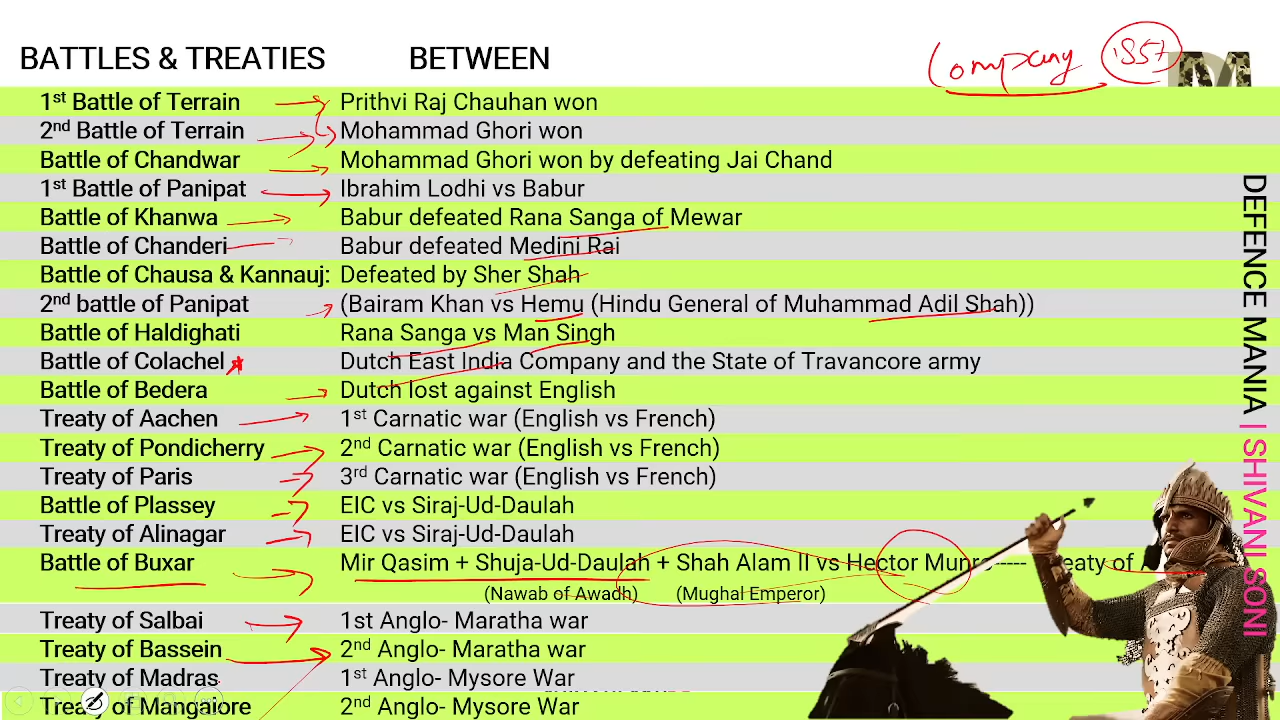 BATTLES & TREATIES BETWEEN
Company 1857
1st Battle of Terrain Prithvi Raj Chauhan won
2nd Battle of Terrain Mohammad Ghori won
Battle of Chandwar Mohammad Ghori won by defeating Jai Chand
1st Battle of Panipat Ibrahim Lodhi vs Babur
Battle of Khanwa Babur defeated Rana Sanga of Mewar
Battle of Chanderi Babur defeated Medini Rai
Battle of Chausa & Kannauj: Defeated by Sher Shah
2nd battle of Panipat (Bairam Khan vs Hemu (Hindu General of Muhammad Adil Shah))
Battle of Haldighati Rana Sanga vs Man Singh
Battle of Colachel Dutch East India Company and the State of Travancore army
Battle of Bedera Dutch lost against English
Treaty of Aachen 1st Carnatic war (English vs French)
Treaty of Pondicherry 2nd Carnatic war (English vs French)
Treaty of Paris 3rd Carnatic war (English vs French)
Battle of Plassey EIC vs Siraj-Ud-Daulah
Treaty of Alinagar EIC vs Siraj-Ud-Daulah
Battle of Buxar Mir Qasim + Shuja-Ud-Daulah + Shah Alam II vs Hector of
(Nawab of Awadh) (Mughal Emperor)
Treaty of Salbai 1st Anglo- Maratha war
Treaty of Bassein 2nd Anglo- Maratha war
Treaty of Madras 1st Anglo- Mysore War
Treaty of Mangalore 2nd Anglo- Mysore War
DEFENCE MANIA | SHIVANI SONI